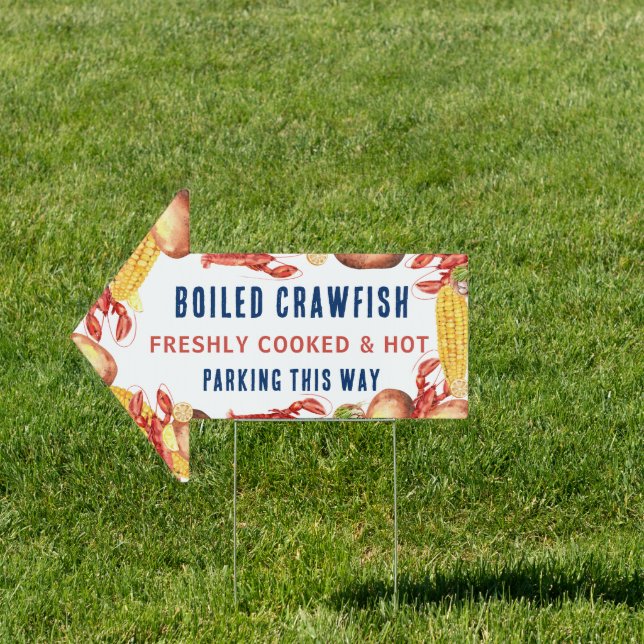 BOILED CRAWFISH
FRESHLY COOKED & HOT
PARKING THIS WAY